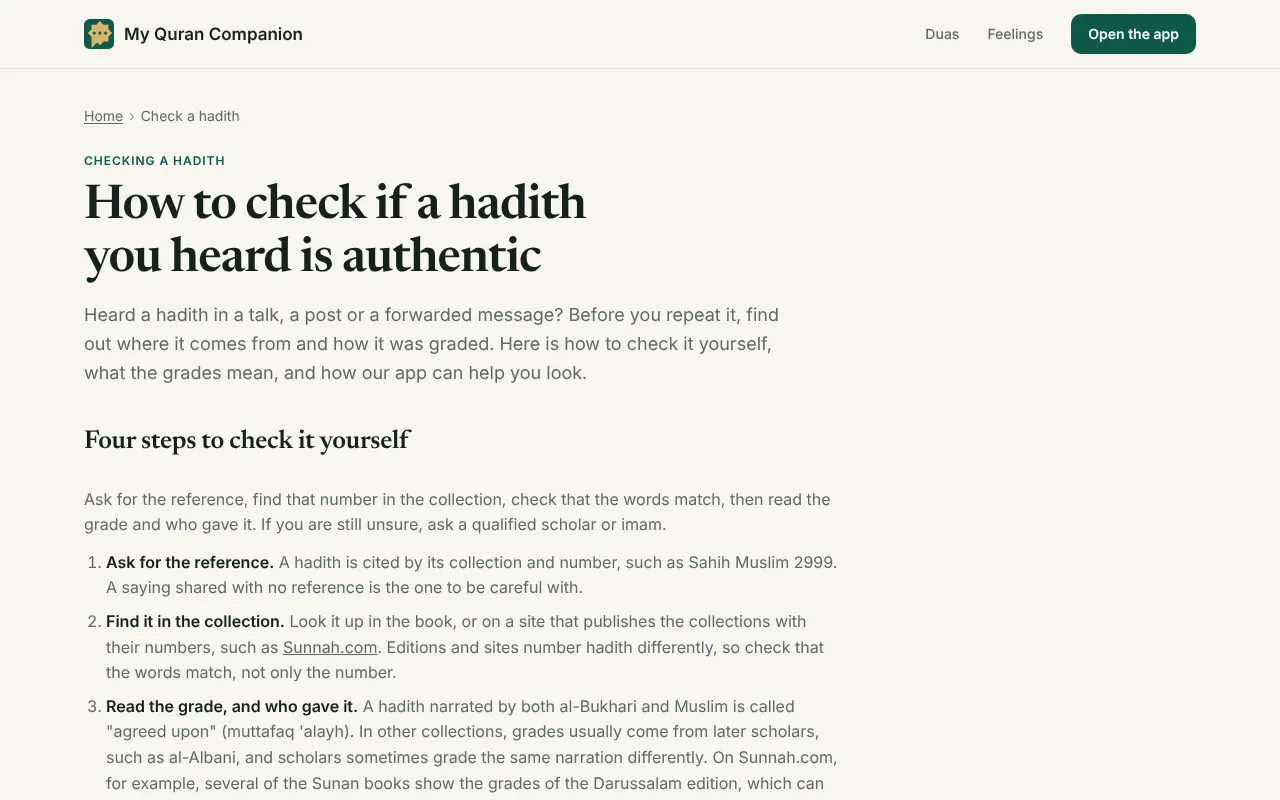 My Quran Companion
Duas
Feelings
Open the app
Home › Check a hadith
CHECKING A HADITH
How to check if a hadith
you heard is authentic
Heard a hadith in a talk, a post or a forwarded message? Before you repeat it, find
out where it comes from and how it was graded. Here is how to check it yourself,
what the grades mean, and how our app can help you look.
Four steps to check it yourself
Ask for the reference, find that number in the collection, check that the words match, then read the
grade and who gave it. If you are still unsure, ask a qualified scholar or imam.
1. Ask for the reference. A hadith is cited by its collection and number, such as Sahih Muslim 2999.
A saying shared with no reference is the one to be careful with.
2. Find it in the collection. Look it up in the book, or on a site that publishes the collections with
their numbers, such as Sunnah.com. Editions and sites number hadith differently, so check that
the words match, not only the number.
3. Read the grade, and who gave it. A hadith narrated by both al-Bukhari and Muslim is called
"agreed upon" (muttafaq 'alayh). In other collections, grades usually come from later scholars,
such as al-Albani, and scholars sometimes grade the same narration differently. On Sunnah.com,
for example, several of the Sunan books show the grades of the Darussalam edition, which can